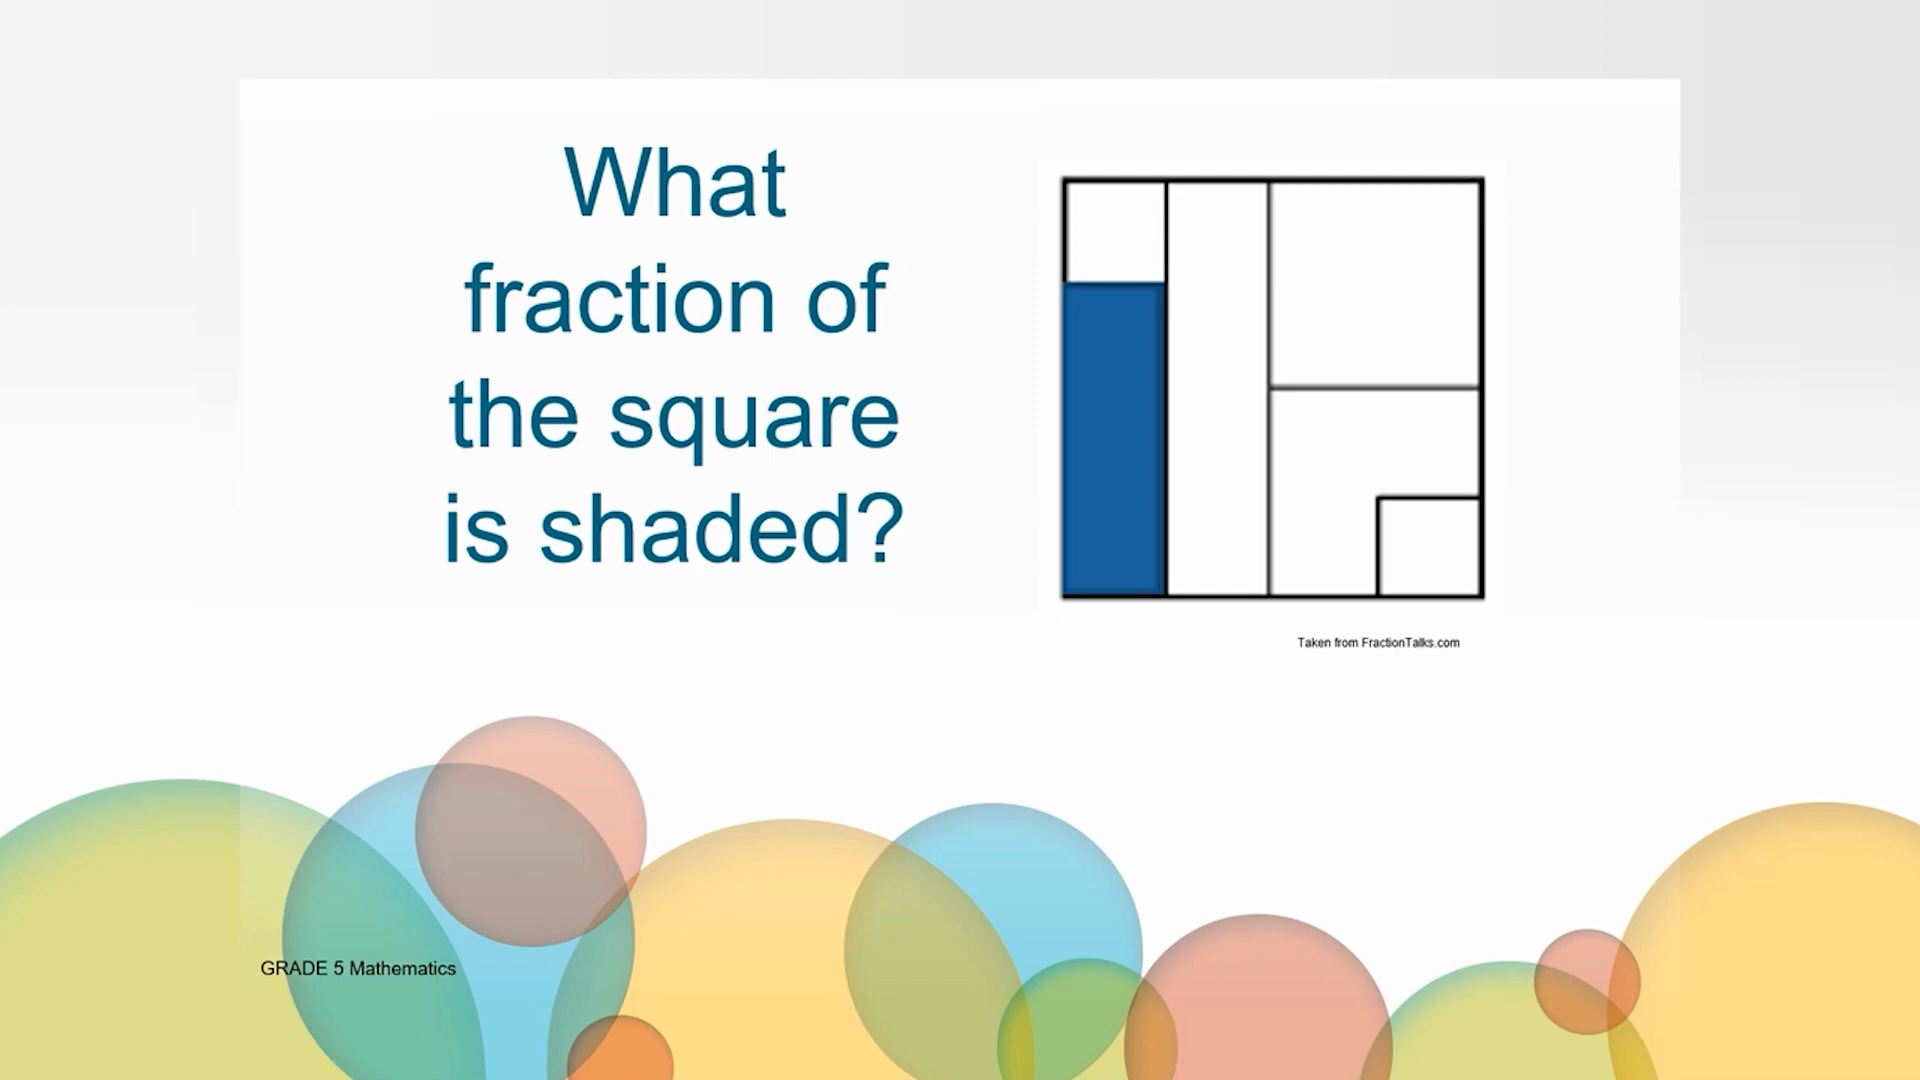 What
fraction of
the square
is shaded?
Taken from FractionTalks.com
GRADE 5 Mathematics